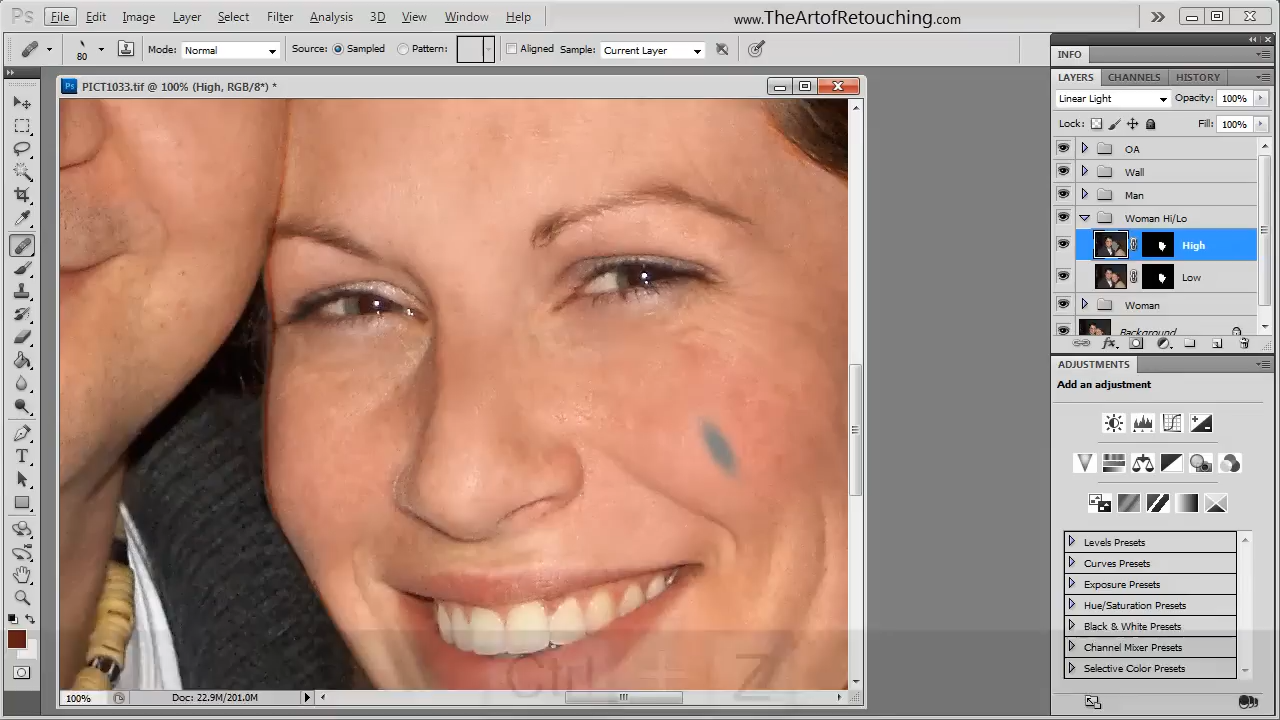 Ps File Edit Image Layer Select Filter Analysis 3D View Window Help www.TheArtofRetouching.com
80 Mode: Normal Source: Sampled Pattern: Aligned Sample: Current Layer
INFO
Ps PICT1033.tif @ 100% (High, RGB/8*) *
LAYERS CHANNELS HISTORY
Linear Light Opacity: 100%
Lock: Fill: 100%
OA
Wall
Man
Woman Hi/Lo
High
Low
Woman
Background
fx
ADJUSTMENTS
Add an adjustment
Levels Presets
Curves Presets
Exposure Presets
Hue/Saturation Presets
Black & White Presets
Channel Mixer Presets
Selective Color Presets
T
Ctrl + Z
100% Doc: 22.9M/201.0M